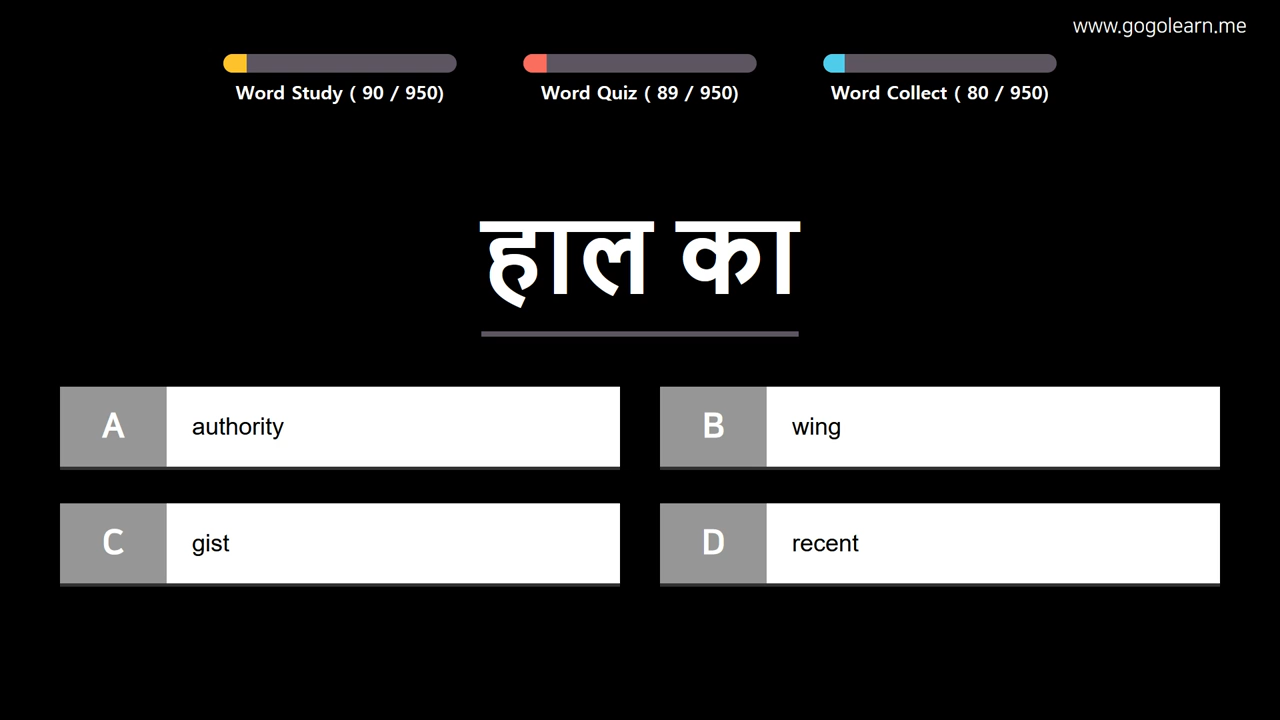 www.gogolearn.me
Word Study ( 90 / 950)
Word Quiz ( 89 / 950)
Word Collect ( 80 / 950)
हाल का
A authority
B wing
C gist
D recent